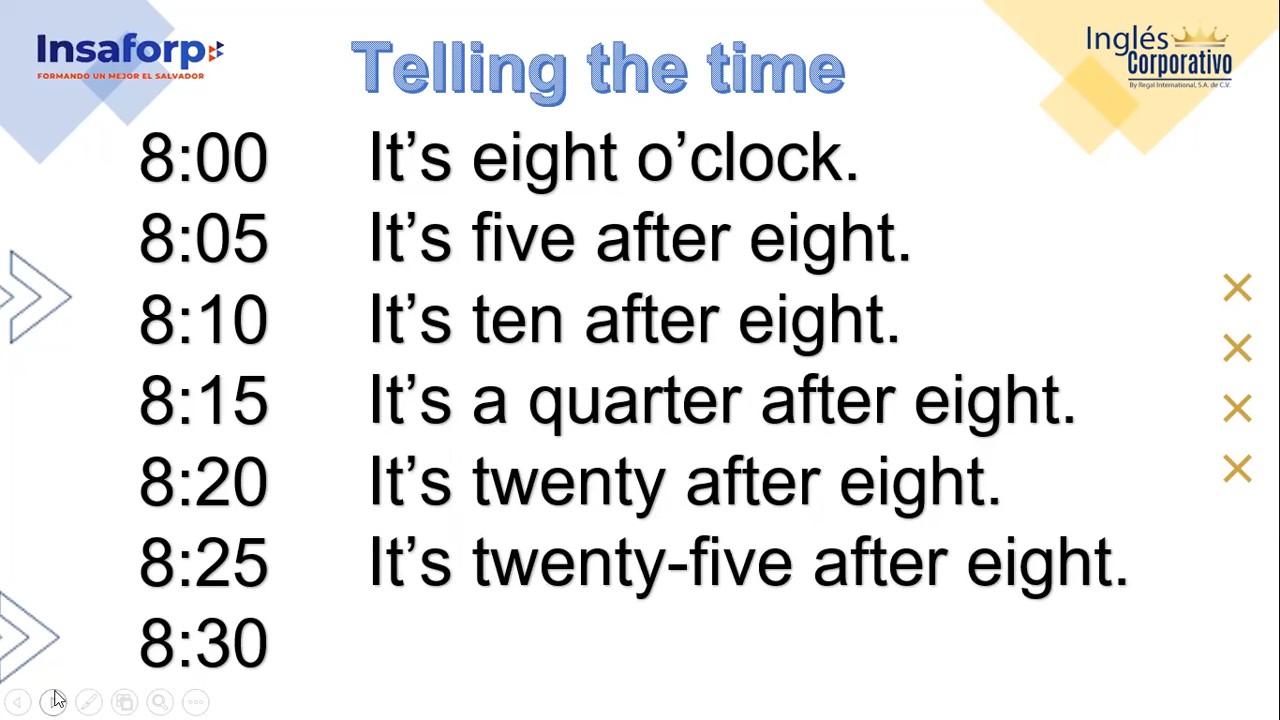 Insaforp
FORMANDO UN MEJOR EL SALVADOR
Telling the time
Inglés
Corporativo
By Regal International, S.A. de C.V.
8:00 It’s eight o’clock.
8:05 It’s five after eight.
8:10 It’s ten after eight.
8:15 It’s a quarter after eight.
8:20 It’s twenty after eight.
8:25 It’s twenty-five after eight.
8:30